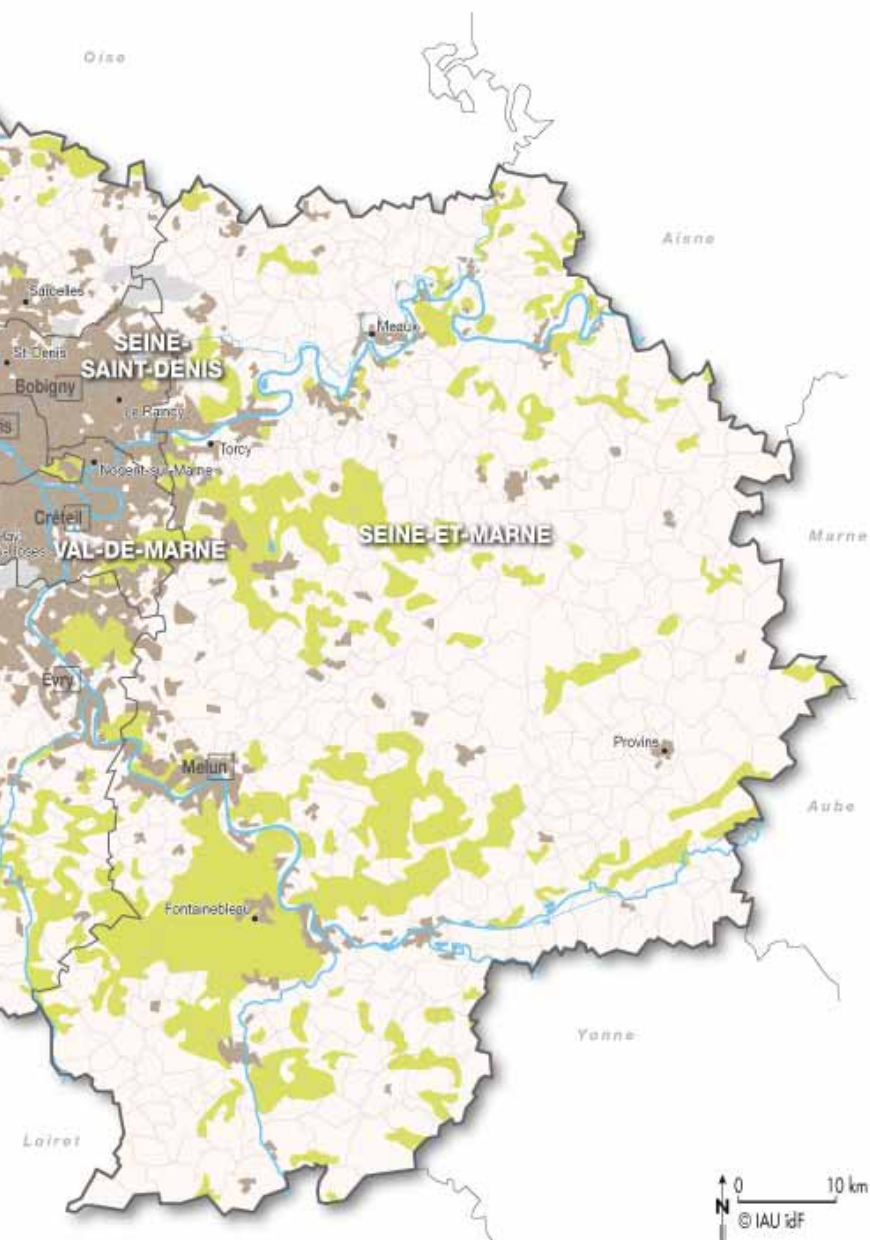 Oise
Aisne
Sarcelles
Meaux
St-Denis
SEINE-
SAINT-DENIS
Bobigny
Le Raincy
Torcy
Nogent-sur-Marne
Créteil
SEINE-ET-MARNE
Marne
VAL-DE-MARNE
Évry
Provins
Melun
Aube
Fontainebleau
Yonne
Loiret
0 10 km
N
© IAU îdF